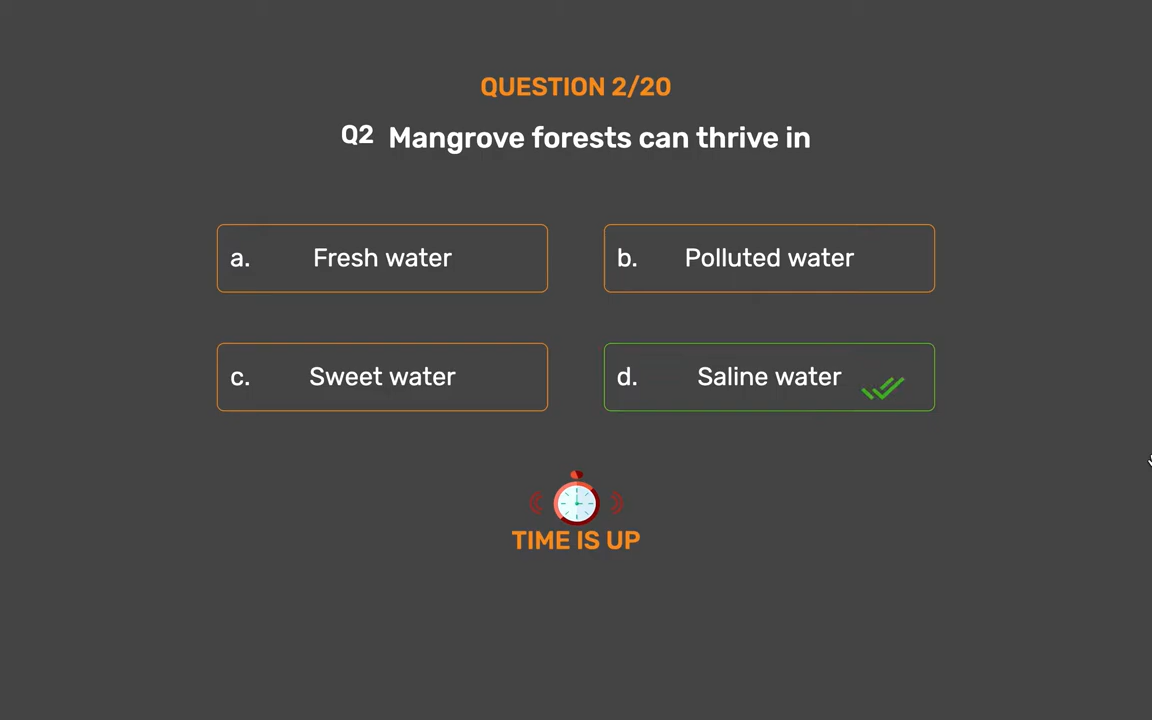 QUESTION 2/20
Q2 Mangrove forests can thrive in
a. Fresh water
b. Polluted water
c. Sweet water
d. Saline water
TIME IS UP